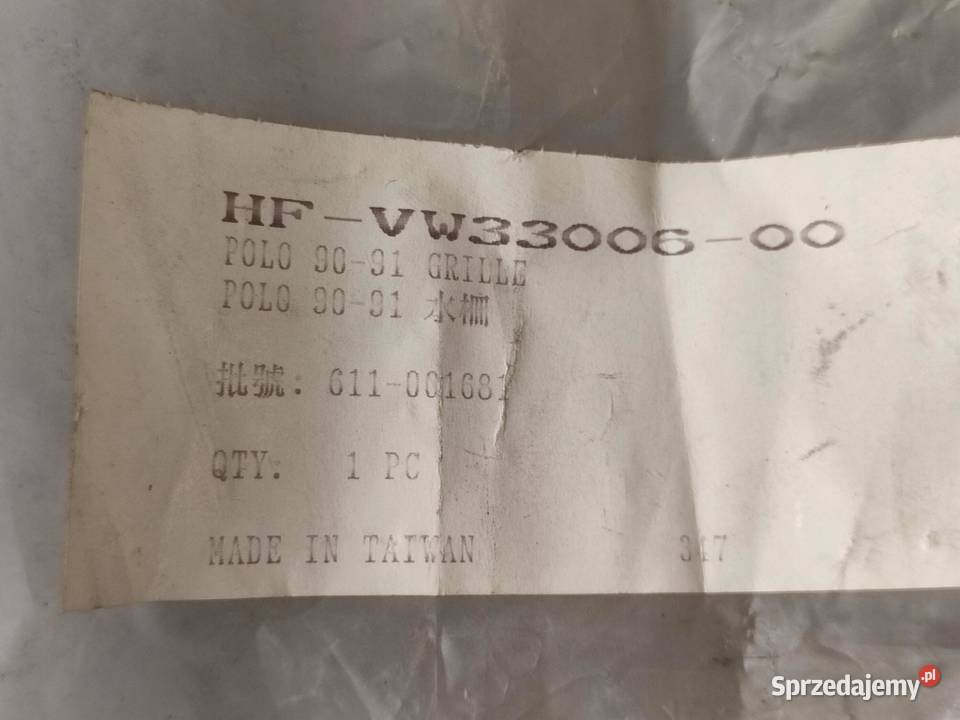 HF-VW33006-00
POLO 90-91 GRILLE
POLO 90-91 水柵
批號: 611-001681
QTY: 1 PC
MADE IN TAIWAN 347
Sprzedajemy.pl